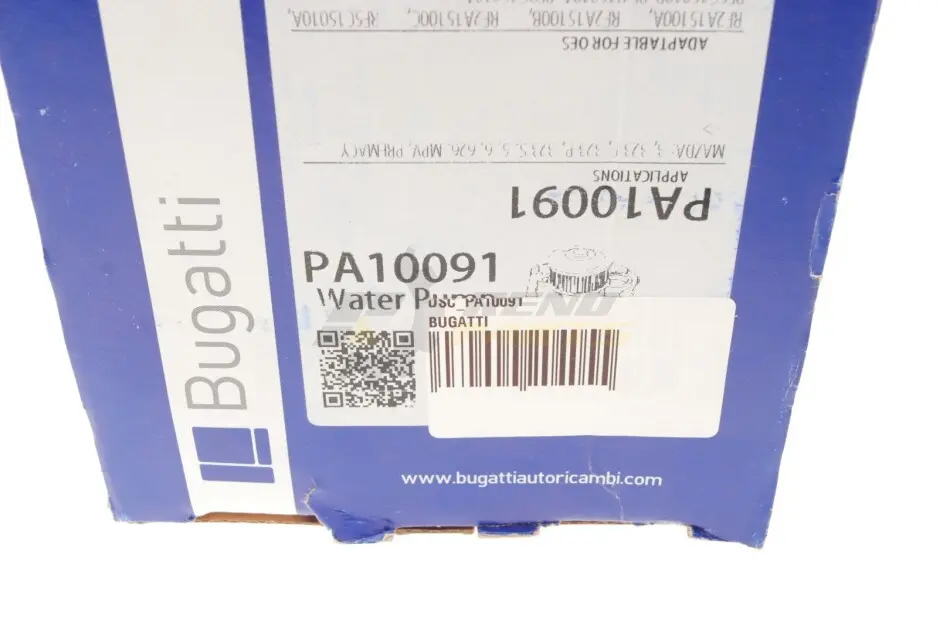 Bugatti
RF2A15100A, RF2A15100B, RF2A15100C, RF5C15010A,
ADAPTABLE FOR OES
MAZDA: 3, 323 F, 323 P, 323 S, 5, 6, 626, MPV, PREMACY
APPLICATIONS
PA10091
PA10091
Water
PA10091
BUGATTI
www.bugattiautoricambi.com